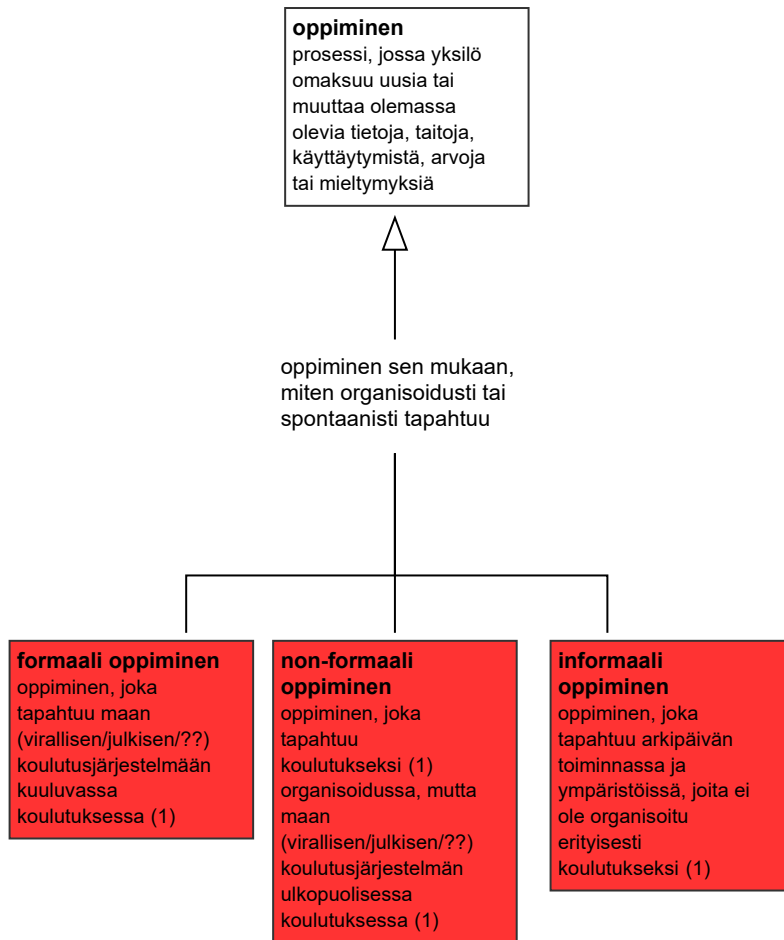 oppiminen
prosessi, jossa yksilö
omaksuu uusia tai
muuttaa olemassa
olevia tietoja, taitoja,
käyttäytymistä, arvoja
tai mieltymyksiä
oppiminen sen mukaan,
miten organisoidusti tai
spontaanisti tapahtuu
formaali oppiminen
oppiminen, joka
tapahtuu maan
(virallisen/julkisen/??)
koulutusjärjestelmään
kuuluvassa
koulutuksessa (1)
non-formaali
oppiminen
oppiminen, joka
tapahtuu
koulutukseksi (1)
organisoidussa, mutta
maan
(virallisen/julkisen/??)
koulutusjärjestelmän
ulkopuolisessa
koulutuksessa (1)
informaali
oppiminen
oppiminen, joka
tapahtuu arkipäivän
toiminnassa ja
ympäristöissä, joita ei
ole organisoitu
erityisesti
koulutukseksi (1)